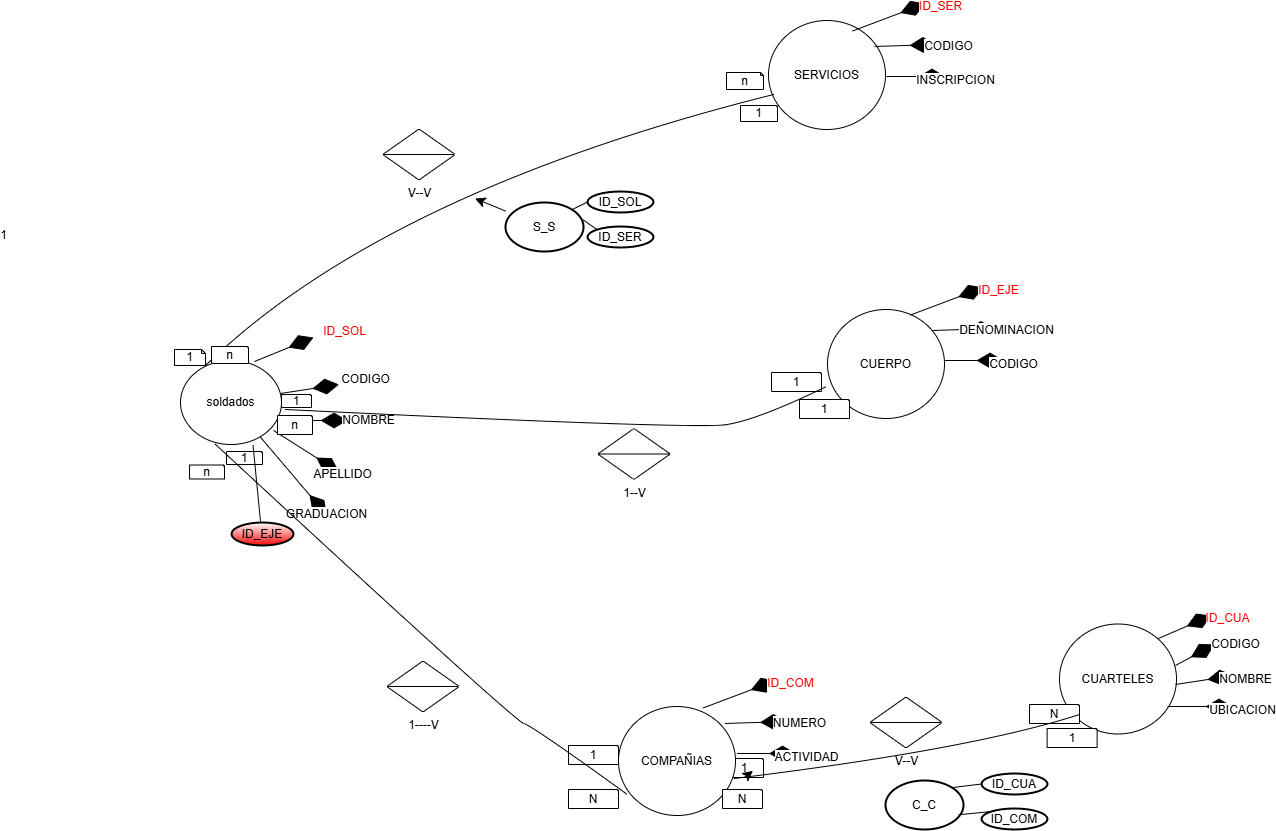 ID_SER
CODIGO
SERVICIOS
INSCRIPCION
n
1
V--V
ID_SOL
S_S
ID_SER
1
ID_EJE
DEÑOMINACION
CUERPO
CODIGO
ID_SOL
1
n
CODIGO
soldados
1
NOMBRE
n
1
1
1--V
APELLIDO
1
n
GRADUACION
ID_EJE
ID_CUA
CODIGO
CUARTELES
NOMBRE
UBICACION
N
1
ID_COM
NUMERO
ACTIVIDAD
COMPAÑIAS
1----V
1
N
1
N
V--V
ID_CUA
C_C
ID_COM